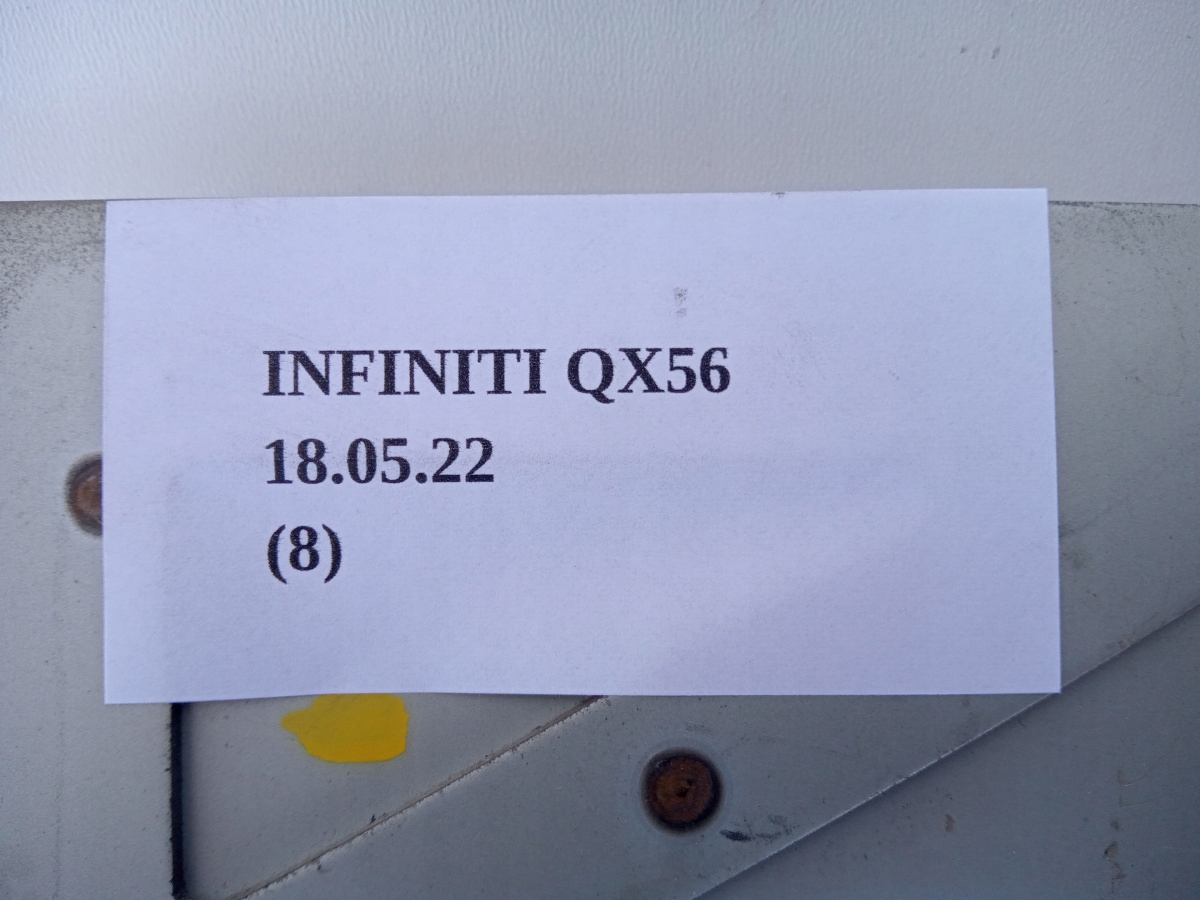 INFINITI QX56
18.05.22
(8)